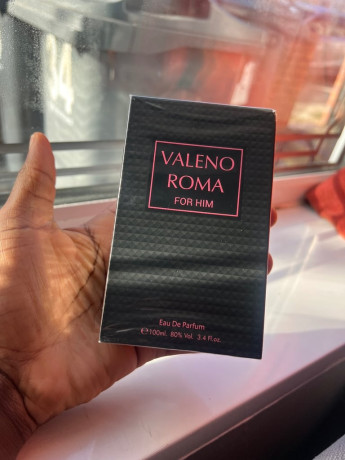 VALENO
ROMA
FOR HIM
Eau De Parfum
℮100ml. 80% Vol. 3.4 Fl.oz.